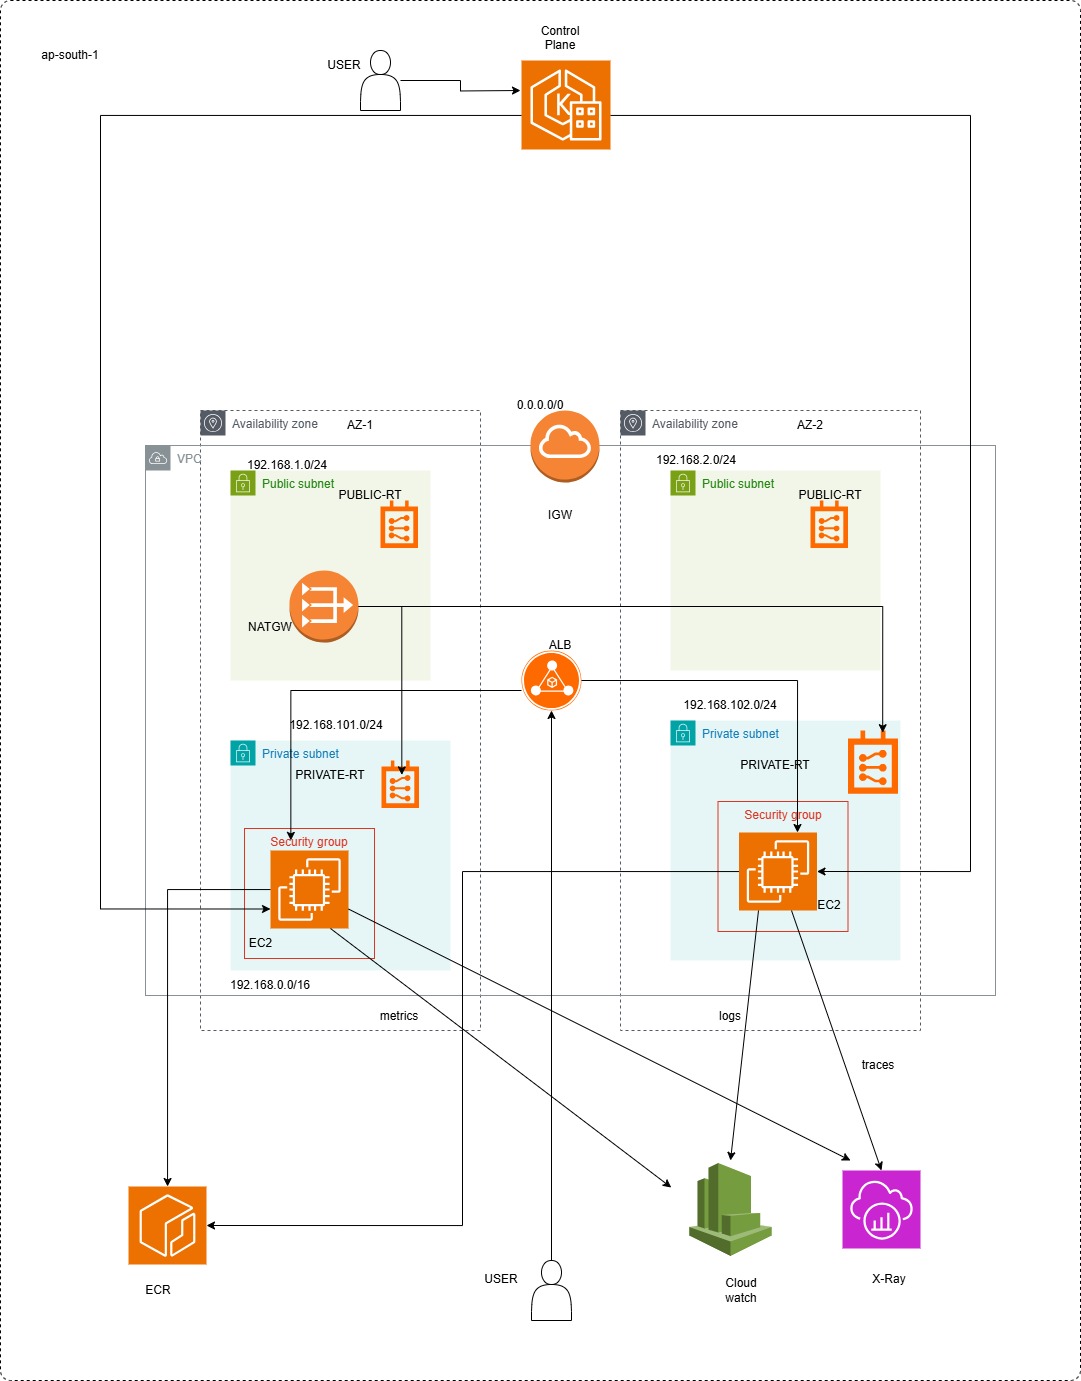 Control
Plane
ap-south-1
USER
0.0.0.0/0
Availability zone
AZ-1
Availability zone
AZ-2
VPC
192.168.1.0/24
192.168.2.0/24
Public subnet
Public subnet
PUBLIC-RT
PUBLIC-RT
IGW
NATGW
ALB
192.168.101.0/24
192.168.102.0/24
Private subnet
Private subnet
PRIVATE-RT
PRIVATE-RT
Security group
Security group
EC2
EC2
192.168.0.0/16
metrics
logs
traces
USER
ECR
Cloud
watch
X-Ray